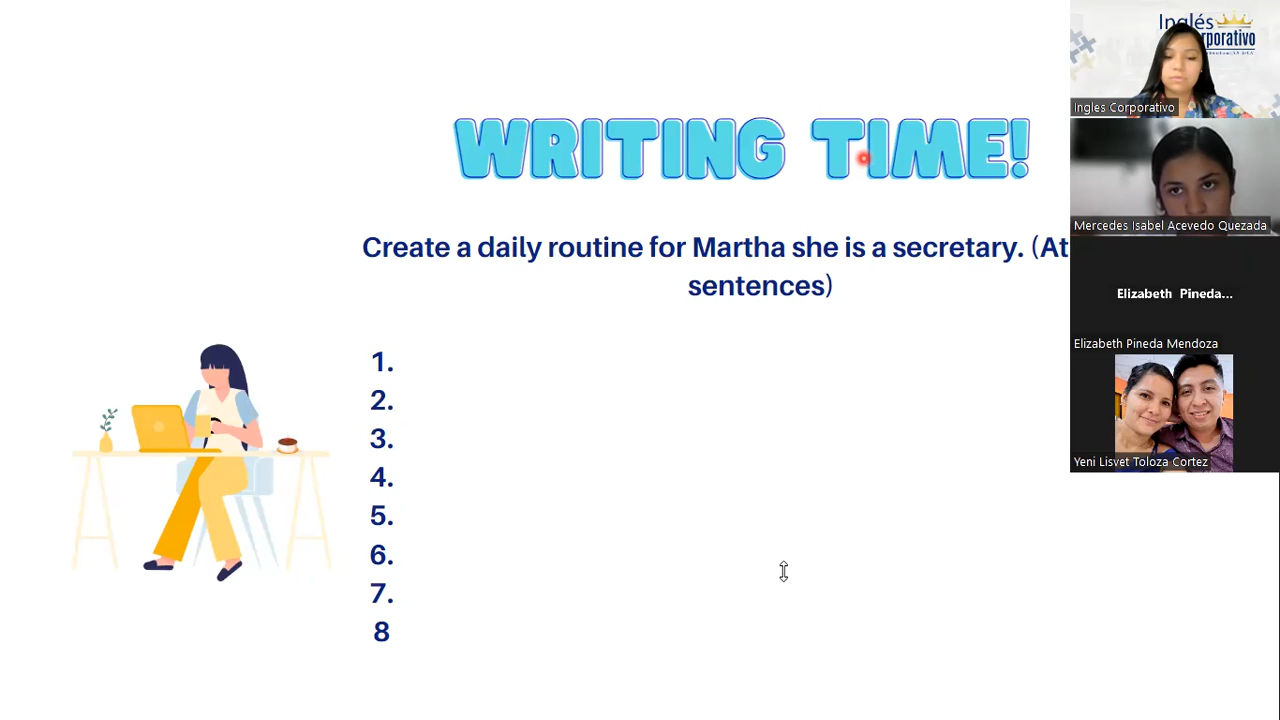 WRITING TIME!
Create a daily routine for Martha she is a secretary. (At
sentences)
1.
2.
3.
4.
5.
6.
7.
8
Inglés
rporativo
Ingles Corporativo
Mercedes Isabel Acevedo Quezada
Elizabeth Pineda...
Elizabeth Pineda Mendoza
Yeni Lisvet Toloza Cortez